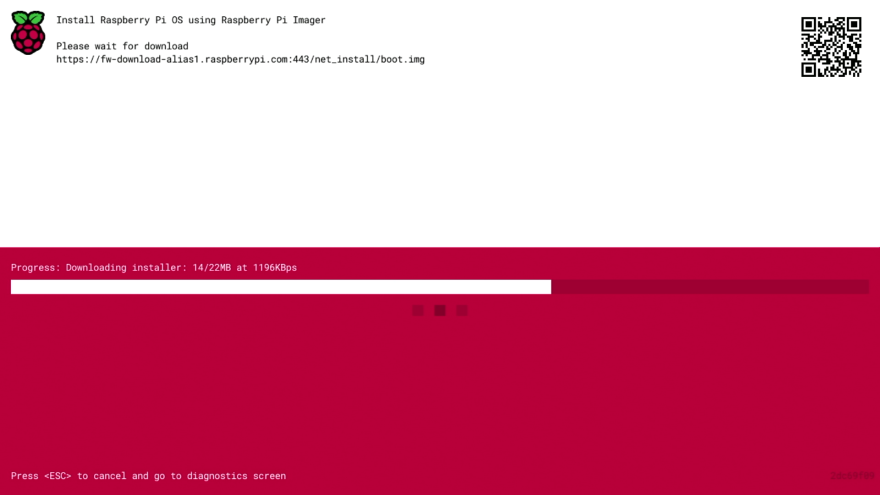 Install Raspberry Pi OS using Raspberry Pi Imager
Please wait for download
https://fw-download-alias1.raspberrypi.com:443/net_install/boot.img
Progress: Downloading installer: 14/22MB at 1196KBps
Press <ESC> to cancel and go to diagnostics screen